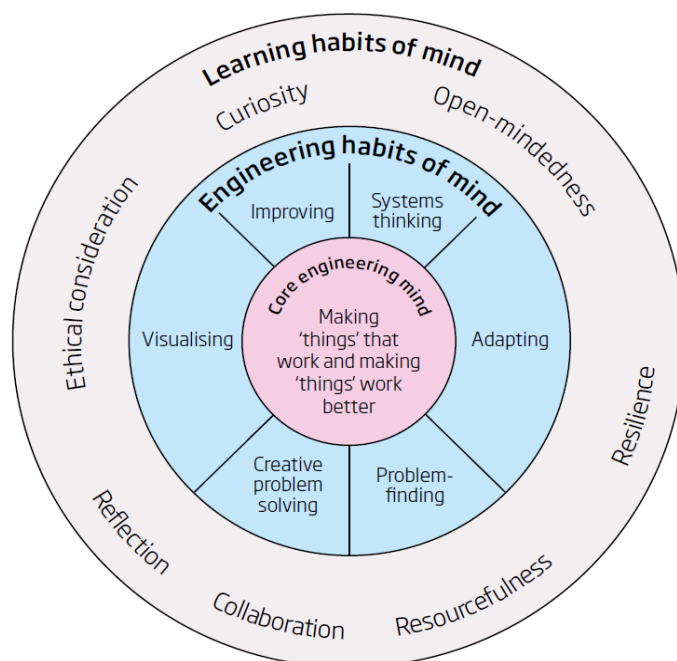 Learning habits of mind
Curiosity
Open-mindedness
Ethical consideration
Resilience
Reflection
Collaboration
Resourcefulness
Engineering habits of mind
Improving
Systems
thinking
Visualising
Adapting
Creative
problem
solving
Problem-
finding
Core engineering mind
Making
‘things’ that
work and making
‘things’ work
better